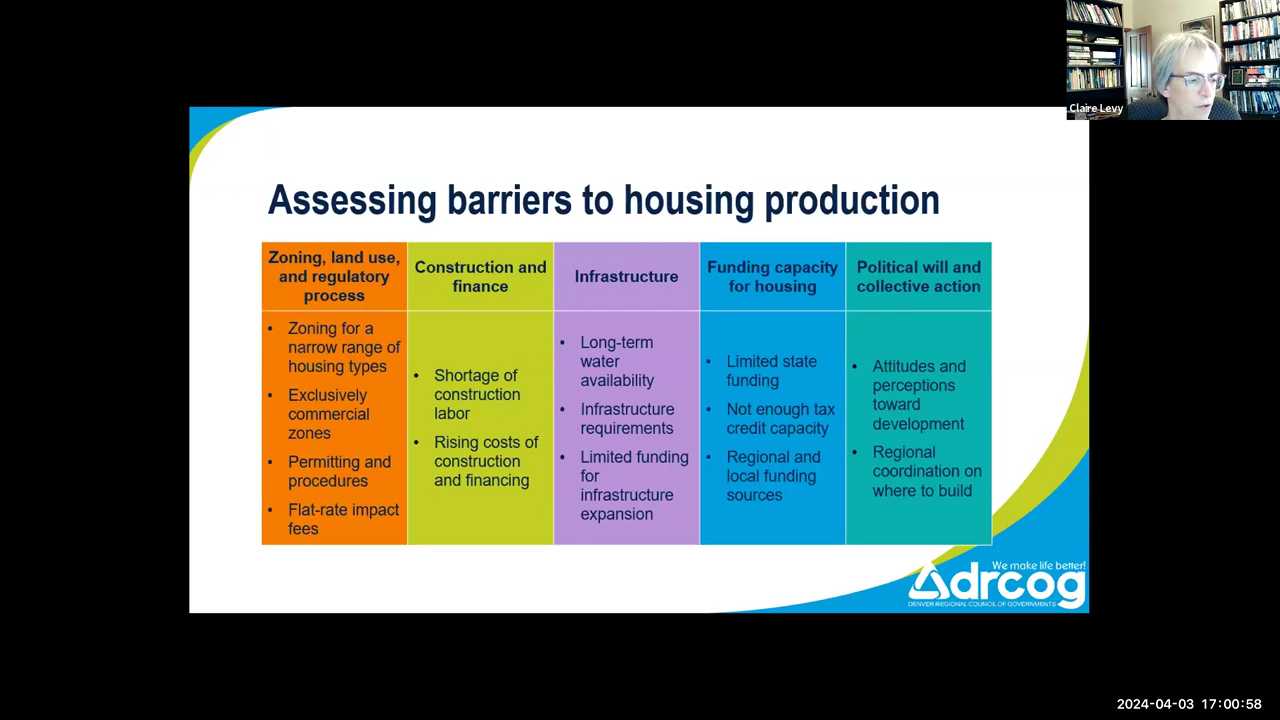 Claire Levy
Assessing barriers to housing production
Zoning, land use,
and regulatory
process
• Zoning for a
narrow range of
housing types
• Exclusively
commercial
zones
• Permitting and
procedures
• Flat-rate impact
fees
Construction and
finance
• Shortage of
construction
labor
• Rising costs of
construction
and financing
Infrastructure
• Long-term
water
availability
• Infrastructure
requirements
• Limited funding
for
infrastructure
expansion
Funding capacity
for housing
• Limited state
funding
• Not enough tax
credit capacity
• Regional and
local funding
sources
Political will and
collective action
• Attitudes and
perceptions
toward
development
• Regional
coordination on
where to build
We make life better!
drcog
DENVER REGIONAL COUNCIL OF GOVERNMENTS
2024-04-03 17:00:58